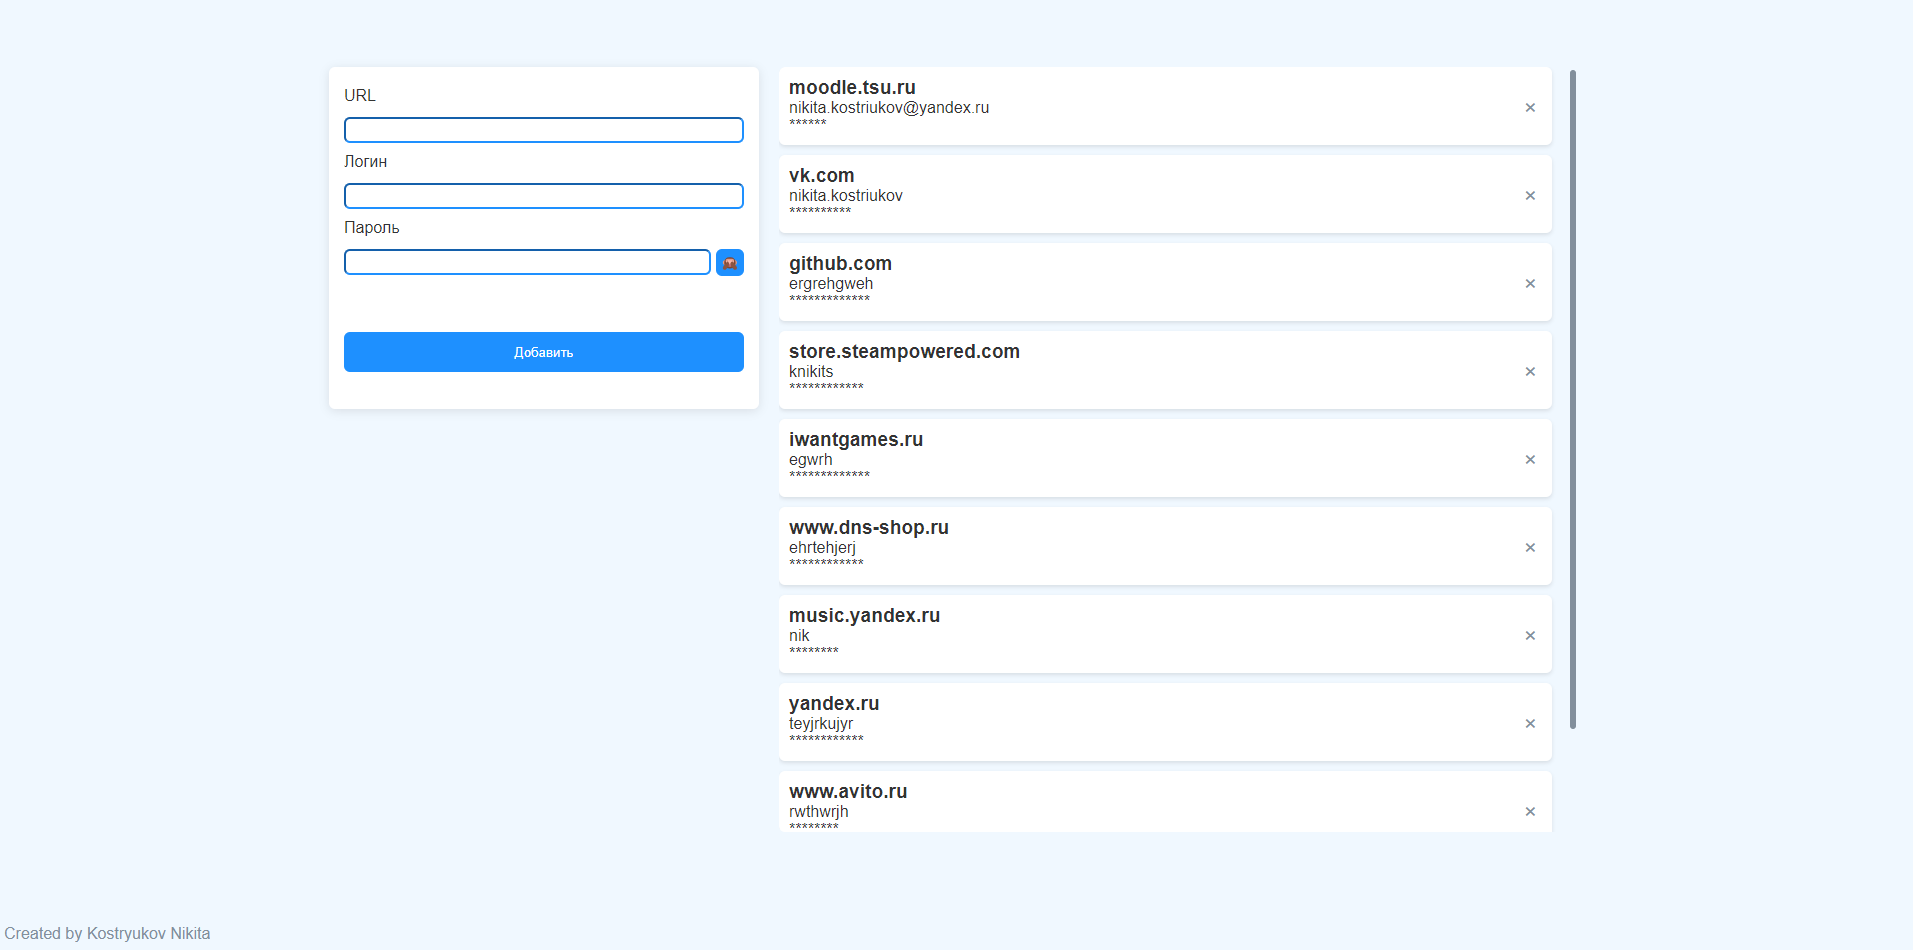 URL
Логин
Пароль
Добавить
moodle.tsu.ru
nikita.kostriukov@yandex.ru
******
vk.com
nikita.kostriukov
**********
github.com
ergrehgweh
*************
store.steampowered.com
knikits
************
iwantgames.ru
egwrh
*************
www.dns-shop.ru
ehrtehjerj
************
music.yandex.ru
nik
********
yandex.ru
teyjrkujyr
************
www.avito.ru
rwthwrjh
********
Created by Kostryukov Nikita